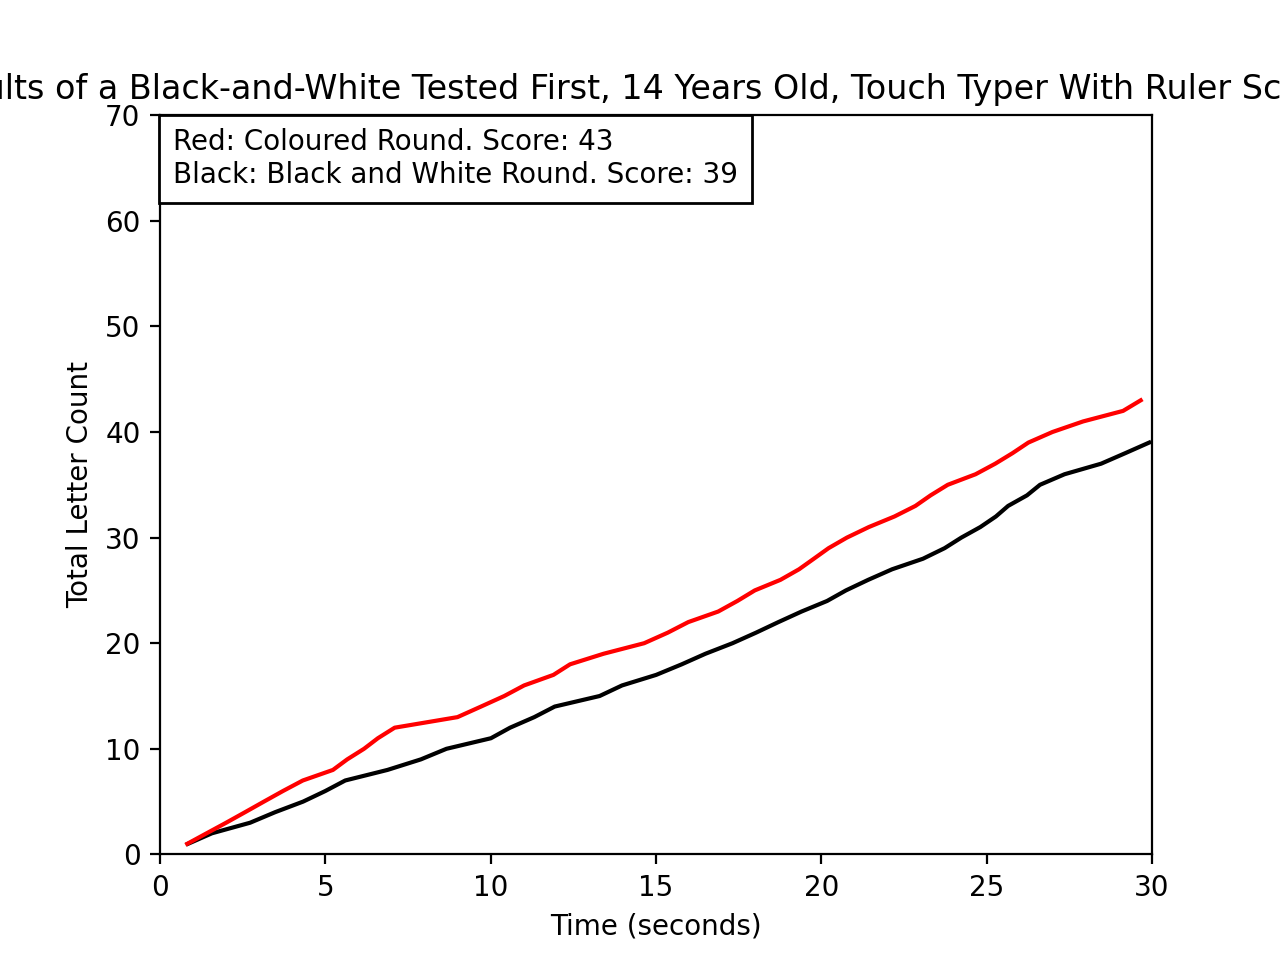 of a Black-and-White Tested First, 14 Years Old, Touch Typer With Ruler
Red: Coloured Round. Score: 43
Black: Black and White Round. Score: 39
70
60
50
40
30
20
10
0
Total Letter Count
0 5 10 15 20 25 30
Time (seconds)